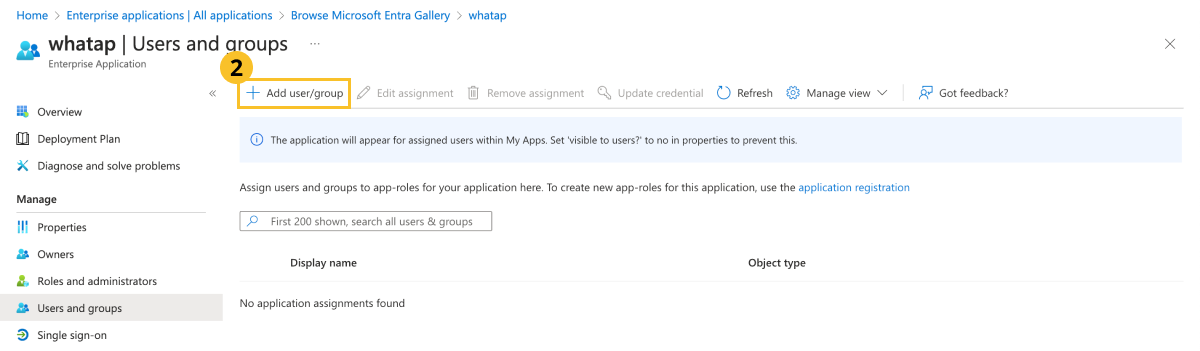 Home > Enterprise applications | All applications > Browse Microsoft Entra Gallery > whatap
whatap | Users and groups ...
Enterprise Application
2
«
+ Add user/group Edit assignment Remove assignment Update credential Refresh Manage view Got feedback?
Overview
Deployment Plan
Diagnose and solve problems
Manage
Properties
Owners
Roles and administrators
Users and groups
Single sign-on
The application will appear for assigned users within My Apps. Set 'visible to users?' to no in properties to prevent this.
Assign users and groups to app-roles for your application here. To create new app-roles for this application, use the application registration
First 200 shown, search all users & groups
Display name Object type
No application assignments found